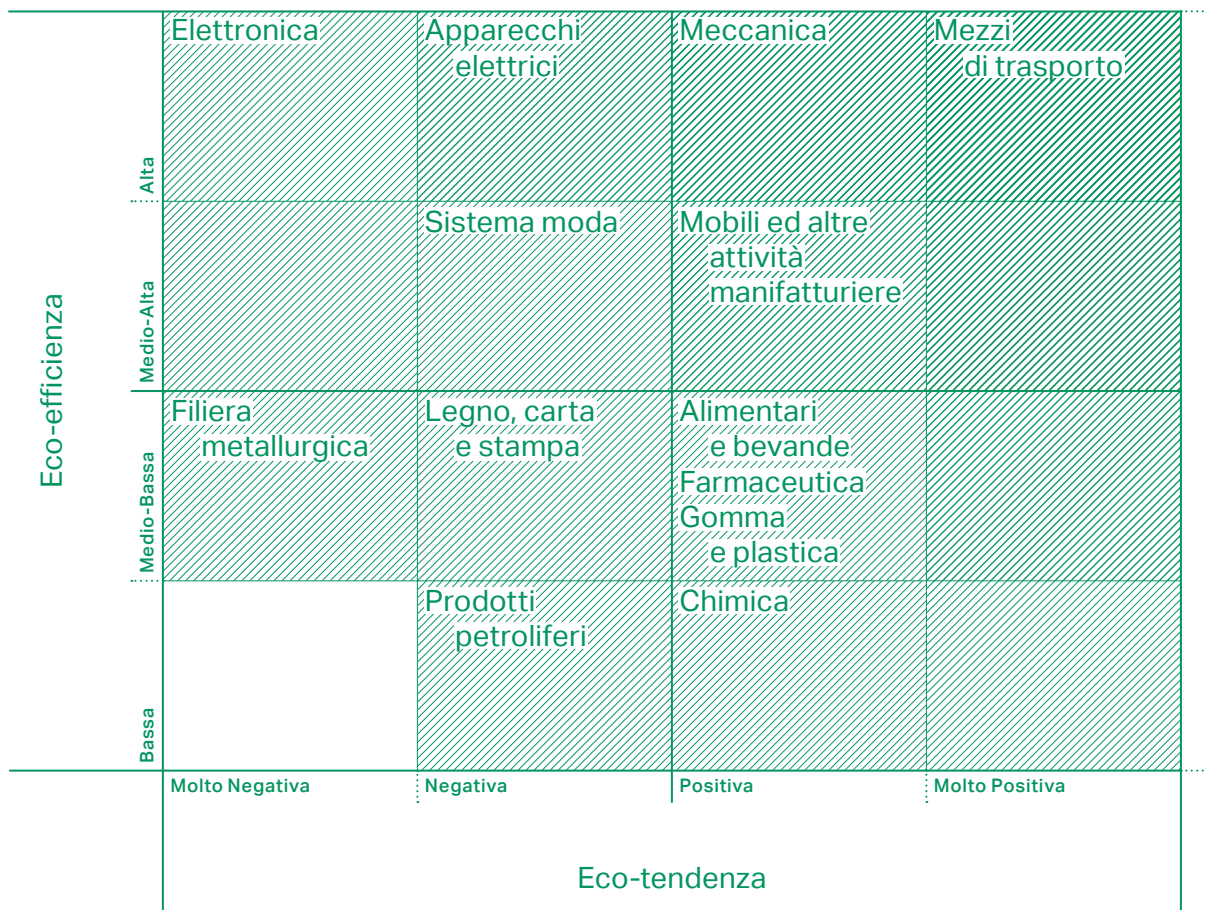 Elettronica
Apparecchi
elettrici
Meccanica
Mezzi
di trasporto
Alta
Sistema moda
Mobili ed altre
attività
manifatturiere
Medio-Alta
Eco-efficienza
Filiera
metallurgica
Legno, carta
e stampa
Alimentari
e bevande
Farmaceutica
Gomma
e plastica
Medio-Bassa
Prodotti
petroliferi
Chimica
Bassa
Molto Negativa
Negativa
Positiva
Molto Positiva
Eco-tendenza